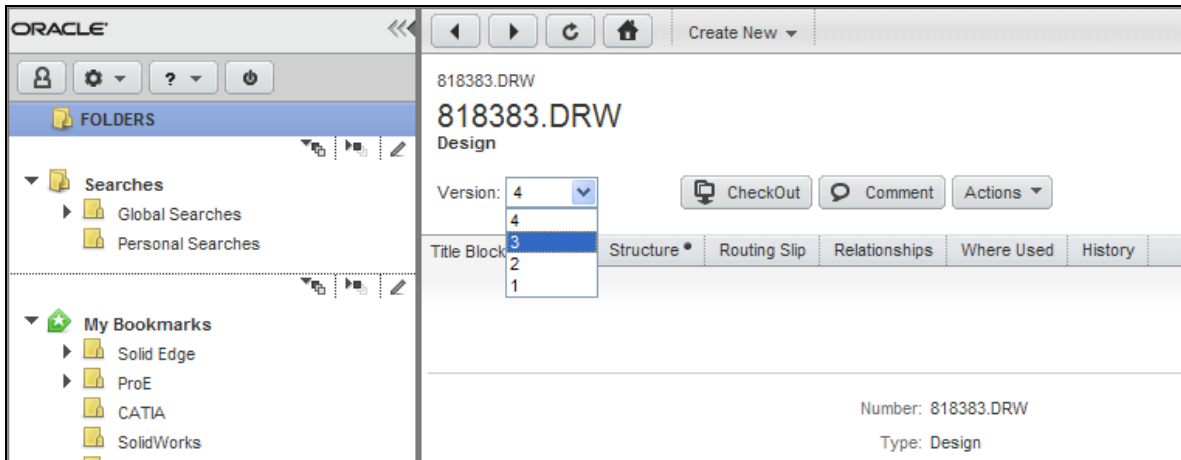 ORACLE
Create New
?
FOLDERS
Searches
Global Searches
Personal Searches
My Bookmarks
Solid Edge
ProE
CATIA
SolidWorks
818383.DRW
818383.DRW
Design
Version: 4
CheckOut
Comment
Actions
4
3
2
1
Title Block
Structure
Routing Slip
Relationships
Where Used
History
Number: 818383.DRW
Type: Design